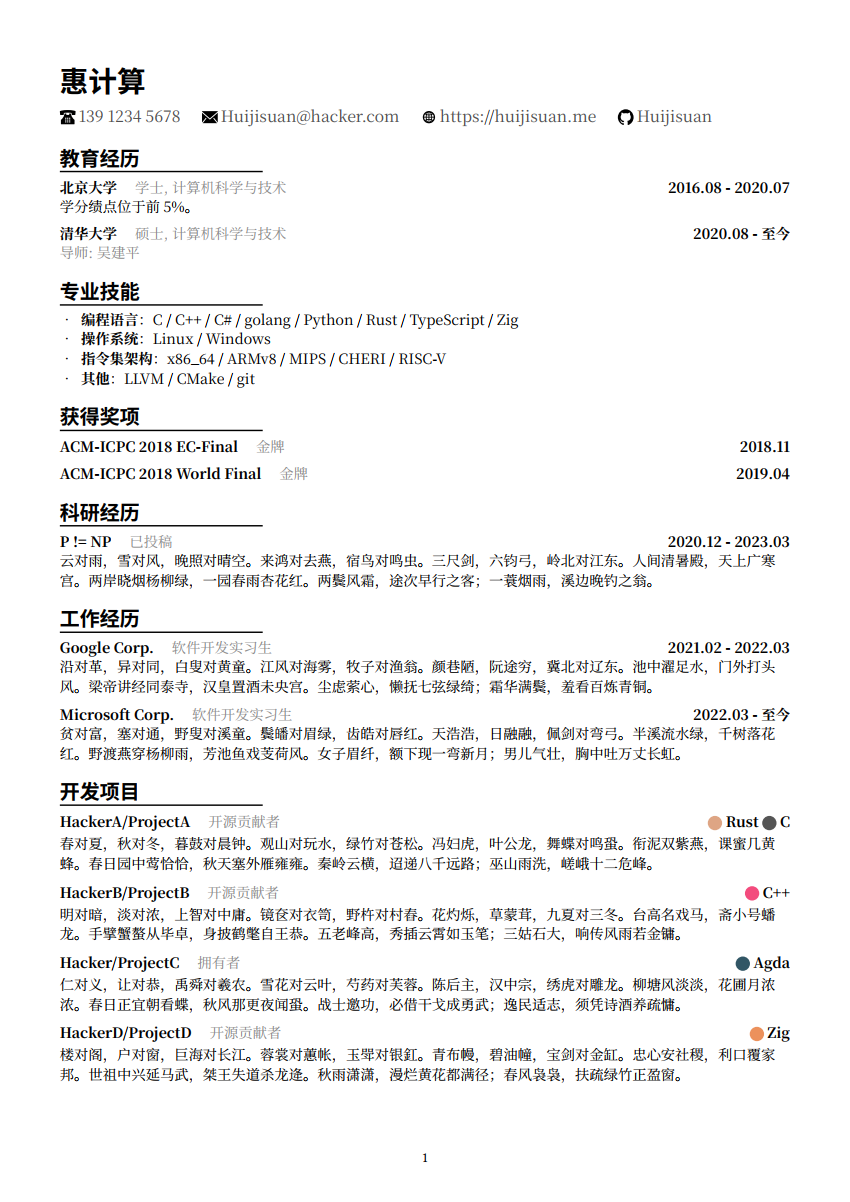 惠计算
139 1234 5678 Huijisuan@hacker.com https://huijisuan.me Huijisuan
教育经历
北京大学 学士, 计算机科学与技术 2016.08 - 2020.07
学分绩点位于前 5%。
清华大学 硕士, 计算机科学与技术 2020.08 - 至今
导师: 吴建平
专业技能
· 编程语言：C / C++ / C# / golang / Python / Rust / TypeScript / Zig
· 操作系统：Linux / Windows
· 指令集架构：x86_64 / ARMv8 / MIPS / CHERI / RISC-V
· 其他：LLVM / CMake / git
获得奖项
ACM-ICPC 2018 EC-Final 金牌 2018.11
ACM-ICPC 2018 World Final 金牌 2019.04
科研经历
P != NP 已投稿 2020.12 - 2023.03
云对雨，雪对风，晚照对晴空。来鸿对去燕，宿鸟对鸣虫。三尺剑，六钧弓，岭北对江东。人间清暑殿，天上广寒
宫。两岸晓烟杨柳绿，一园春雨杏花红。两鬓风霜，途次早行之客；一蓑烟雨，溪边晚钓之翁。
工作经历
Google Corp. 软件开发实习生 2021.02 - 2022.03
沿对革，异对同，白叟对黄童。江风对海雾，牧子对渔翁。颜巷陋，阮途穷，冀北对辽东。池中濯足水，门外打头
风。梁帝讲经同泰寺，汉皇置酒未央宫。尘虑萦心，懒抚七弦绿绮；霜华满鬓，羞看百炼青铜。
Microsoft Corp. 软件开发实习生 2022.03 - 至今
贫对富，塞对通，野叟对溪童。鬓皤对眉绿，齿皓对唇红。天浩浩，日融融，佩剑对弯弓。半溪流水绿，千树落花
红。野渡燕穿杨柳雨，芳池鱼戏芰荷风。女子眉纤，额下现一弯新月；男儿气壮，胸中吐万丈长虹。
开发项目
HackerA/ProjectA 开源贡献者 Rust C
春对夏，秋对冬，暮鼓对晨钟。观山对玩水，绿竹对苍松。冯妇虎，叶公龙，舞蝶对鸣蛩。衔泥双紫燕，课蜜几黄
蜂。春日园中莺恰恰，秋天塞外雁雍雍。秦岭云横，迢递八千远路；巫山雨洗，嵯峨十二危峰。
HackerB/ProjectB 开源贡献者 C++
明对暗，淡对浓，上智对中庸。镜奁对衣笥，野杵对村舂。花灼烁，草蒙茸，九夏对三冬。台高名戏马，斋小号蟠
龙。手擘蟹螯从毕卓，身披鹤氅自王恭。五老峰高，秀插云霄如玉笔；三姑石大，响传风雨若金镛。
Hacker/ProjectC 拥有者 Agda
仁对义，让对恭，禹舜对羲农。雪花对云叶，芍药对芙蓉。陈后主，汉中宗，绣虎对雕龙。柳塘风淡淡，花圃月浓
浓。春日正宜朝看蝶，秋风那更夜闻蛩。战士邀功，必借干戈成勇武；逸民适志，须凭诗酒养疏慵。
HackerD/ProjectD 开源贡献者 Zig
楼对阁，户对窗，巨海对长江。蓉裳对蕙帐，玉斝对银釭。青布幔，碧油幢，宝剑对金缸。忠心安社稷，利口覆家
邦。世祖中兴延马武，桀王失道杀龙逄。秋雨潇潇，漫烂黄花都满径；春风袅袅，扶疏绿竹正盈窗。
1